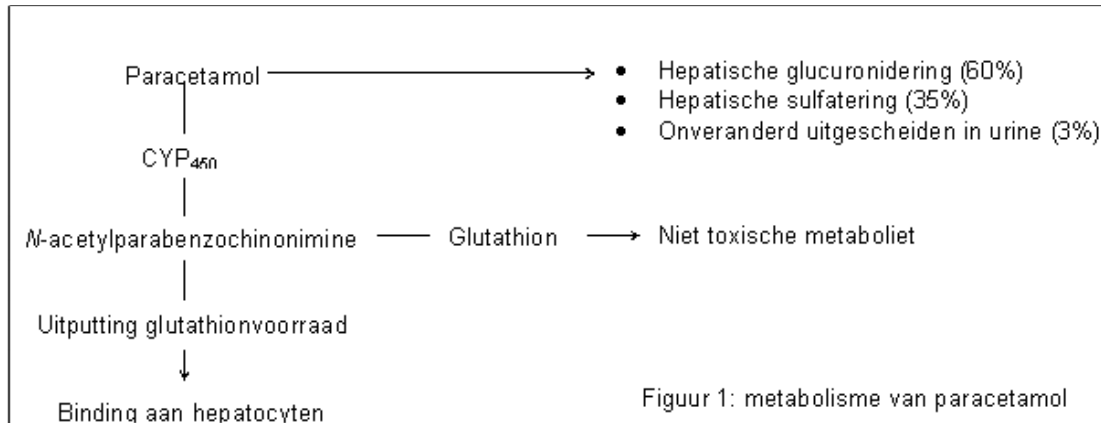 Paracetamol
• Hepatische glucuronidering (60%)
• Hepatische sulfatering (35%)
• Onveranderd uitgescheiden in urine (3%)
CYP450
N-acetylparabenzochinonimine
Glutathion
Niet toxische metaboliet
Uitputting glutathionvoorraad
Binding aan hepatocyten
Figuur 1: metabolisme van paracetamol